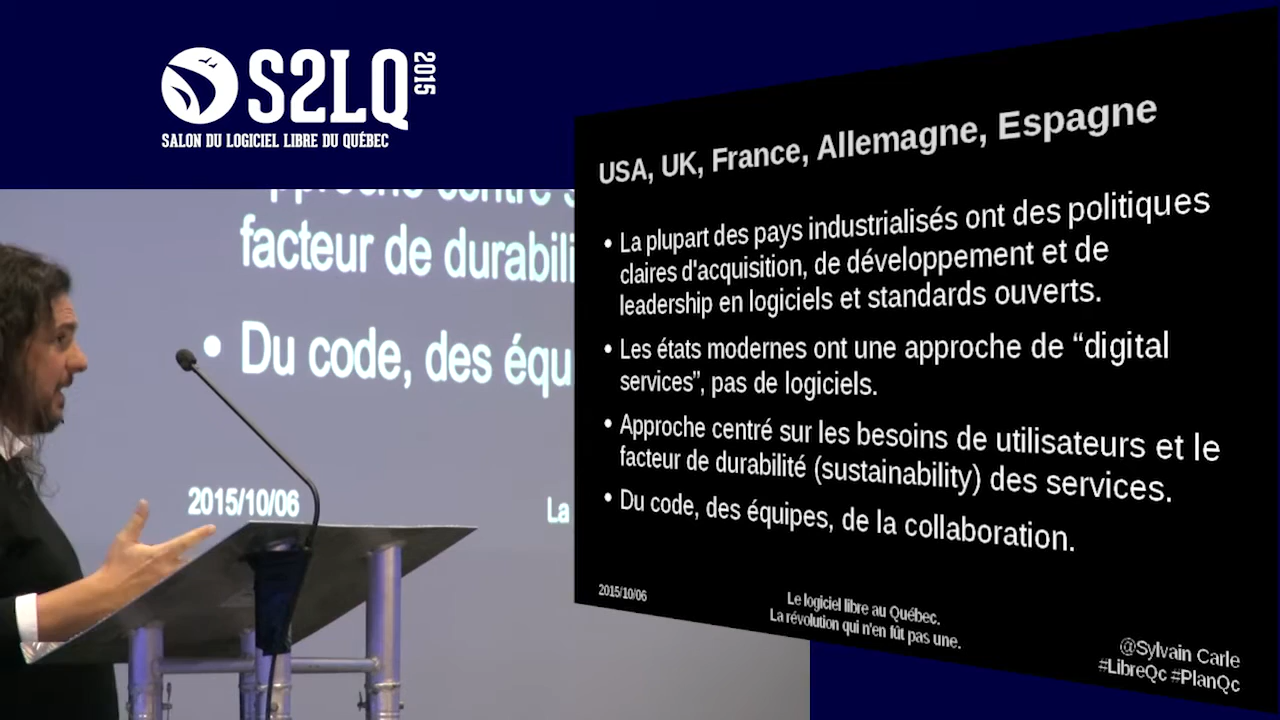 S2LQ
2015
SALON DU LOGICIEL LIBRE DU QUÉBEC
facteur de durabili
• Du code, des équ
2015/10/06
La
USA, UK, France, Allemagne, Espagne
• La plupart des pays industrialisés ont des politiques
claires d'acquisition, de développement et de
leadership en logiciels et standards ouverts.
• Les états modernes ont une approche de “digital
services”, pas de logiciels.
• Approche centré sur les besoins de utilisateurs et le
facteur de durabilité (sustainability) des services.
• Du code, des équipes, de la collaboration.
2015/10/06
Le logiciel libre au Québec.
La révolution qui n'en fût pas une.
@Sylvain Carle
#LibreQc #PlanQc